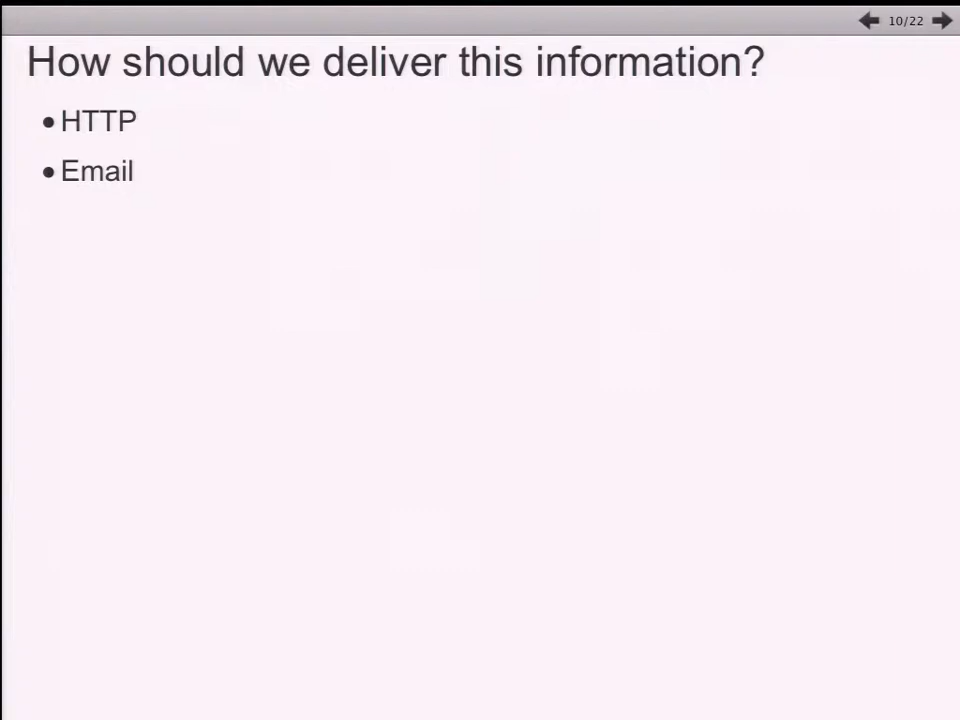 10/22
How should we deliver this information?
• HTTP
• Email